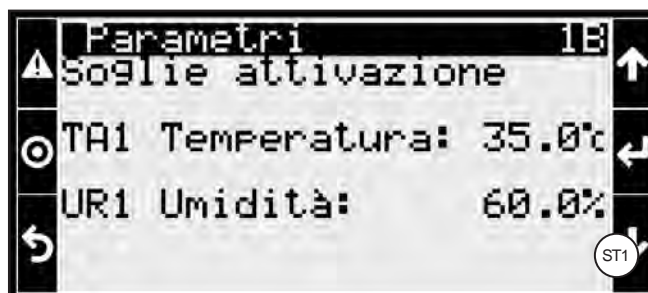 Parametri 1B
Soglie attivazione
TA1 Temperatura: 35.0°c
UR1 Umidità: 60.0%
ST1